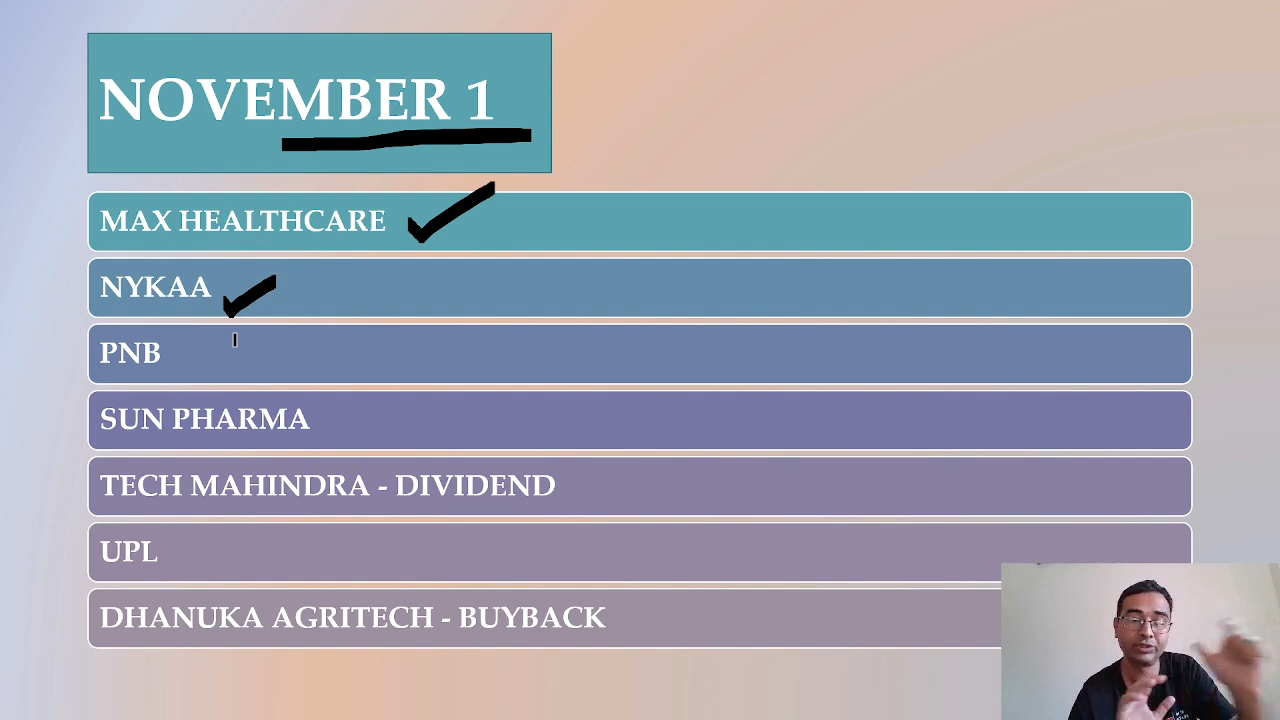 NOVEMBER 1
MAX HEALTHCARE
NYKAA
PNB
SUN PHARMA
TECH MAHINDRA - DIVIDEND
UPL
DHANUKA AGRITECH - BUYBACK